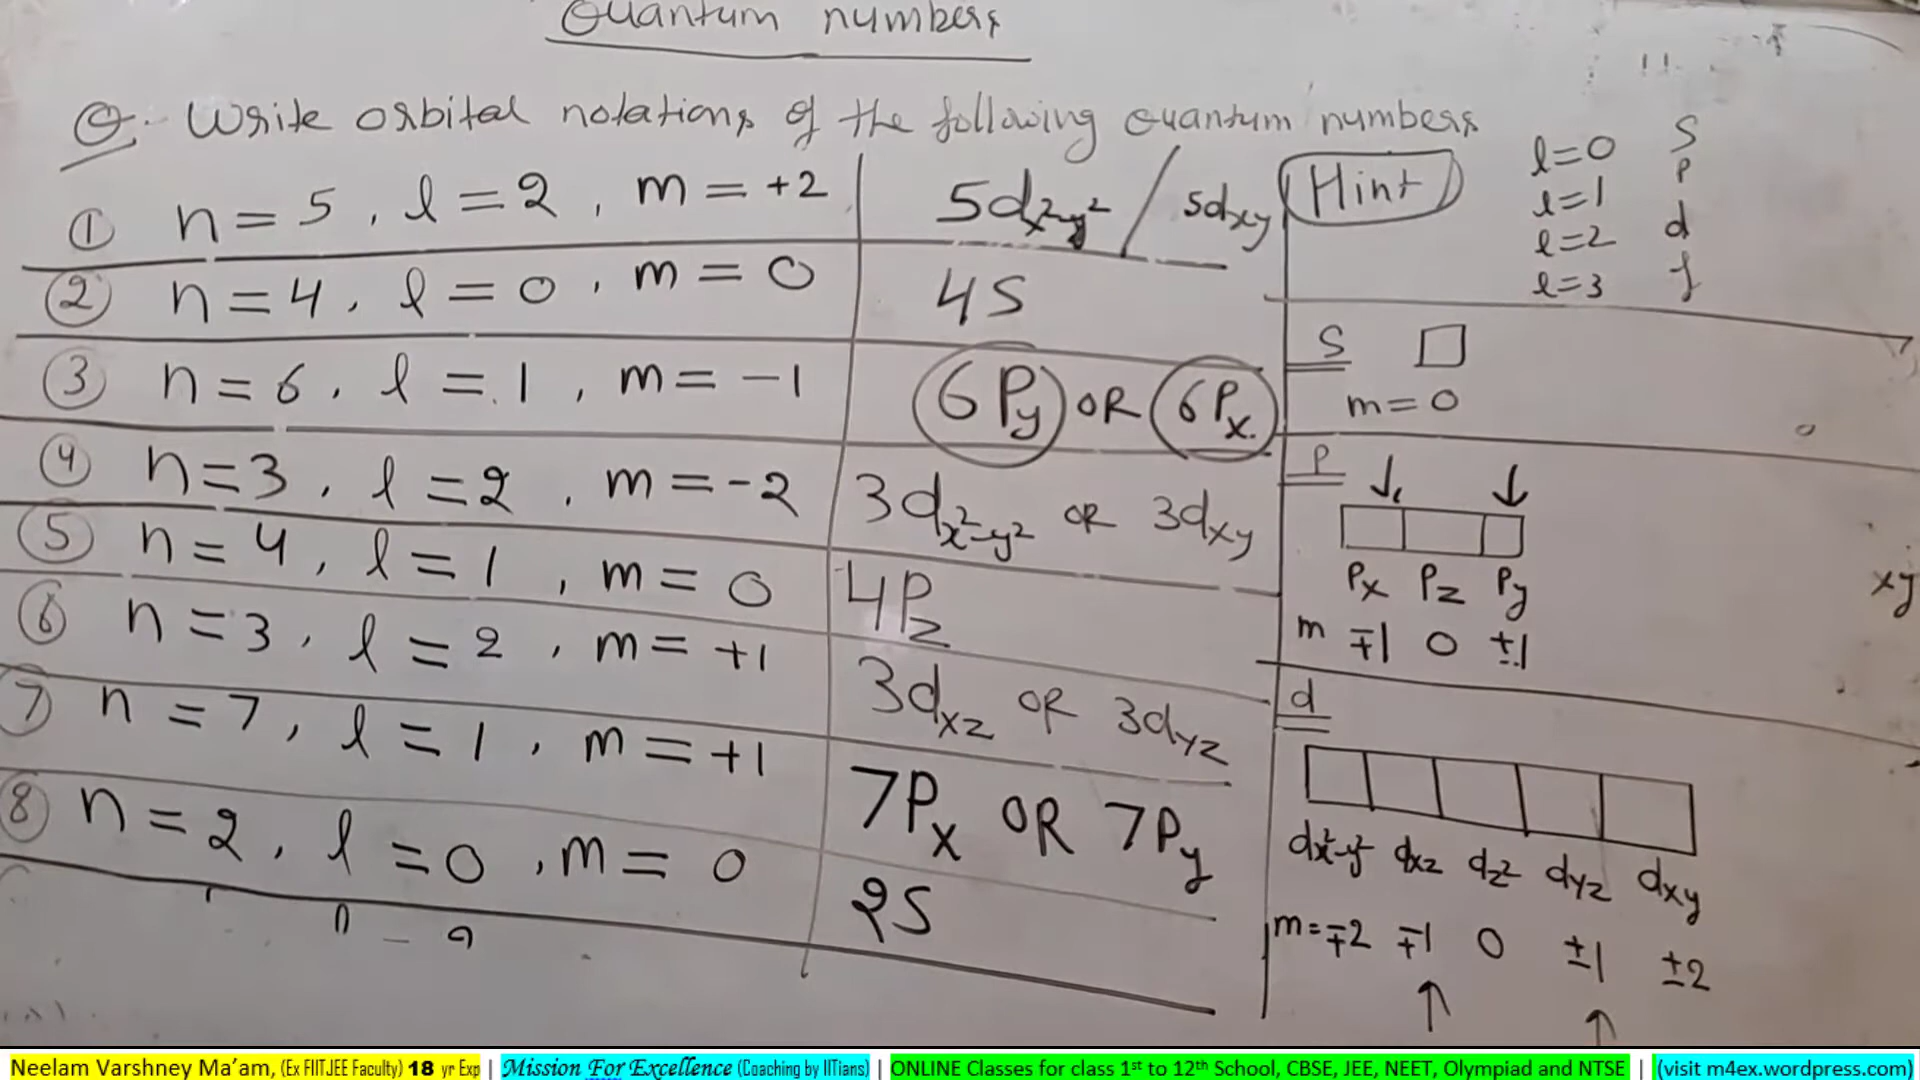 Quantum numbers
Q. Write orbital notations of the following quantum numbers
① n = 5, l = 2, m = +2 5dx²-y² / 5dxy
② n = 4, l = 0, m = 0 4s
③ n = 6, l = 1, m = -1 6Py OR 6Px
④ n = 3, l = 2, m = -2 3dx²-y² OR 3dxy
⑤ n = 4, l = 1, m = 0 4Pz
⑥ n = 3, l = 2, m = +1 3dxz OR 3dyz
⑦ n = 7, l = 1, m = +1 7Px OR 7Py
⑧ n = 2, l = 0, m = 0 2s
Hint
l=0 s
l=1 p
l=2 d
l=3 f
S
m = 0
P
Px Pz Py
m ∓1 0 ±1
xy
d
dx²-y² dxz dz² dyz dxy
m = ∓2 ∓1 0 ±1 ±2
Neelam Varshney Ma'am, (Ex FIITJEE Faculty) 18 yr Exp | Mission For Excellence (Coaching by IITians) | ONLINE Classes for class 1st to 12th School, CBSE, JEE, NEET, Olympiad and NTSE | (visit m4ex.wordpress.com)